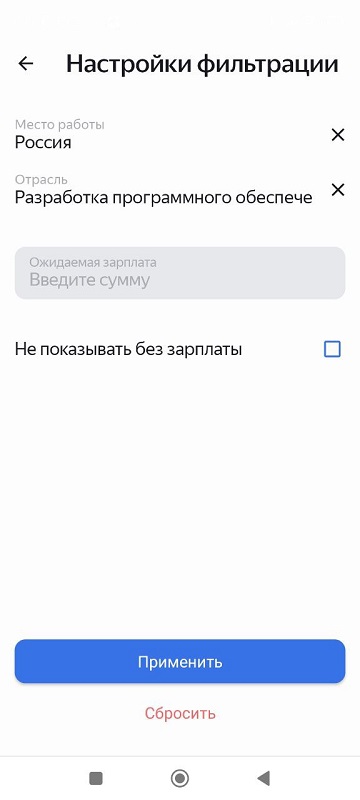 Настройки фильтрации
Место работы
Россия
Отрасль
Разработка программного обеспече
Ожидаемая зарплата
Введите сумму
Не показывать без зарплаты
Применить
Сбросить